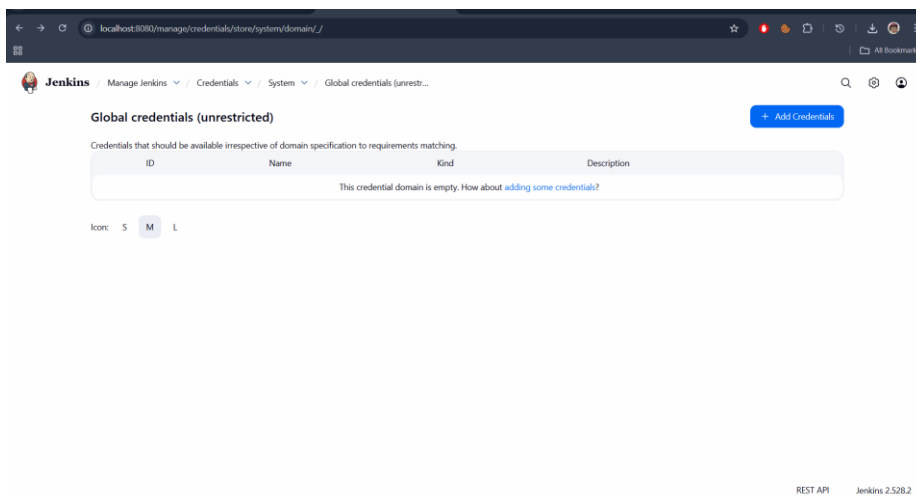 localhost:8080/manage/credentials/store/system/domain/_/
All Bookmark
Jenkins / Manage Jenkins / Credentials / System / Global credentials (unrestr...
Global credentials (unrestricted)
+ Add Credentials
Credentials that should be available irrespective of domain specification to requirements matching.
ID Name Kind Description
This credential domain is empty. How about adding some credentials?
Icon: S M L
REST API Jenkins 2.528.2